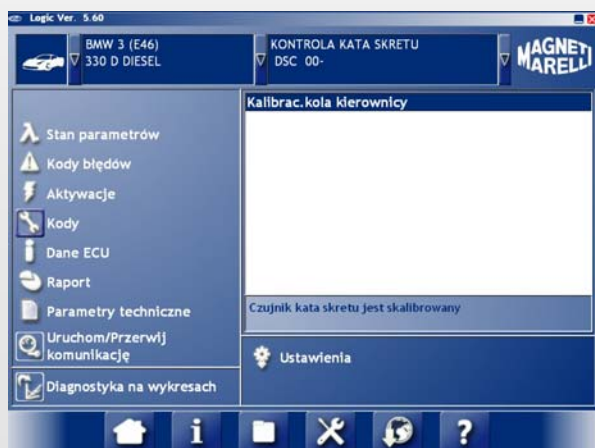 Logic Ver. 5.60
BMW 3 (E46)
330 D DIESEL
KONTROLA KATA SKRETU
DSC 00-
MAGNETI
MARELLI
Kalibrac.kola kierownicy
Stan parametrów
Kody błędów
Aktywacje
Kody
Dane ECU
Raport
Parametry techniczne
Uruchom/Przerwij
komunikację
Diagnostyka na wykresach
Czujnik kata skretu jest skalibrowany
Ustawienia